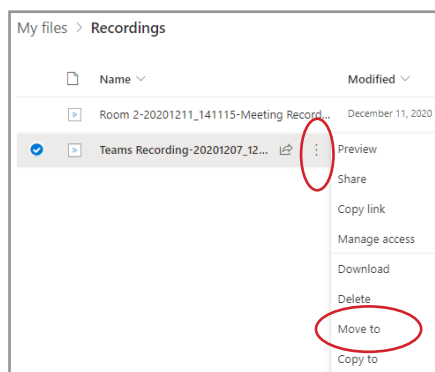 My files > Recordings
Name Modified
Room 2-20201211_141115-Meeting Record... December 11, 2020
Teams Recording-20201207_12...
Preview
Share
Copy link
Manage access
Download
Delete
Move to
Copy to